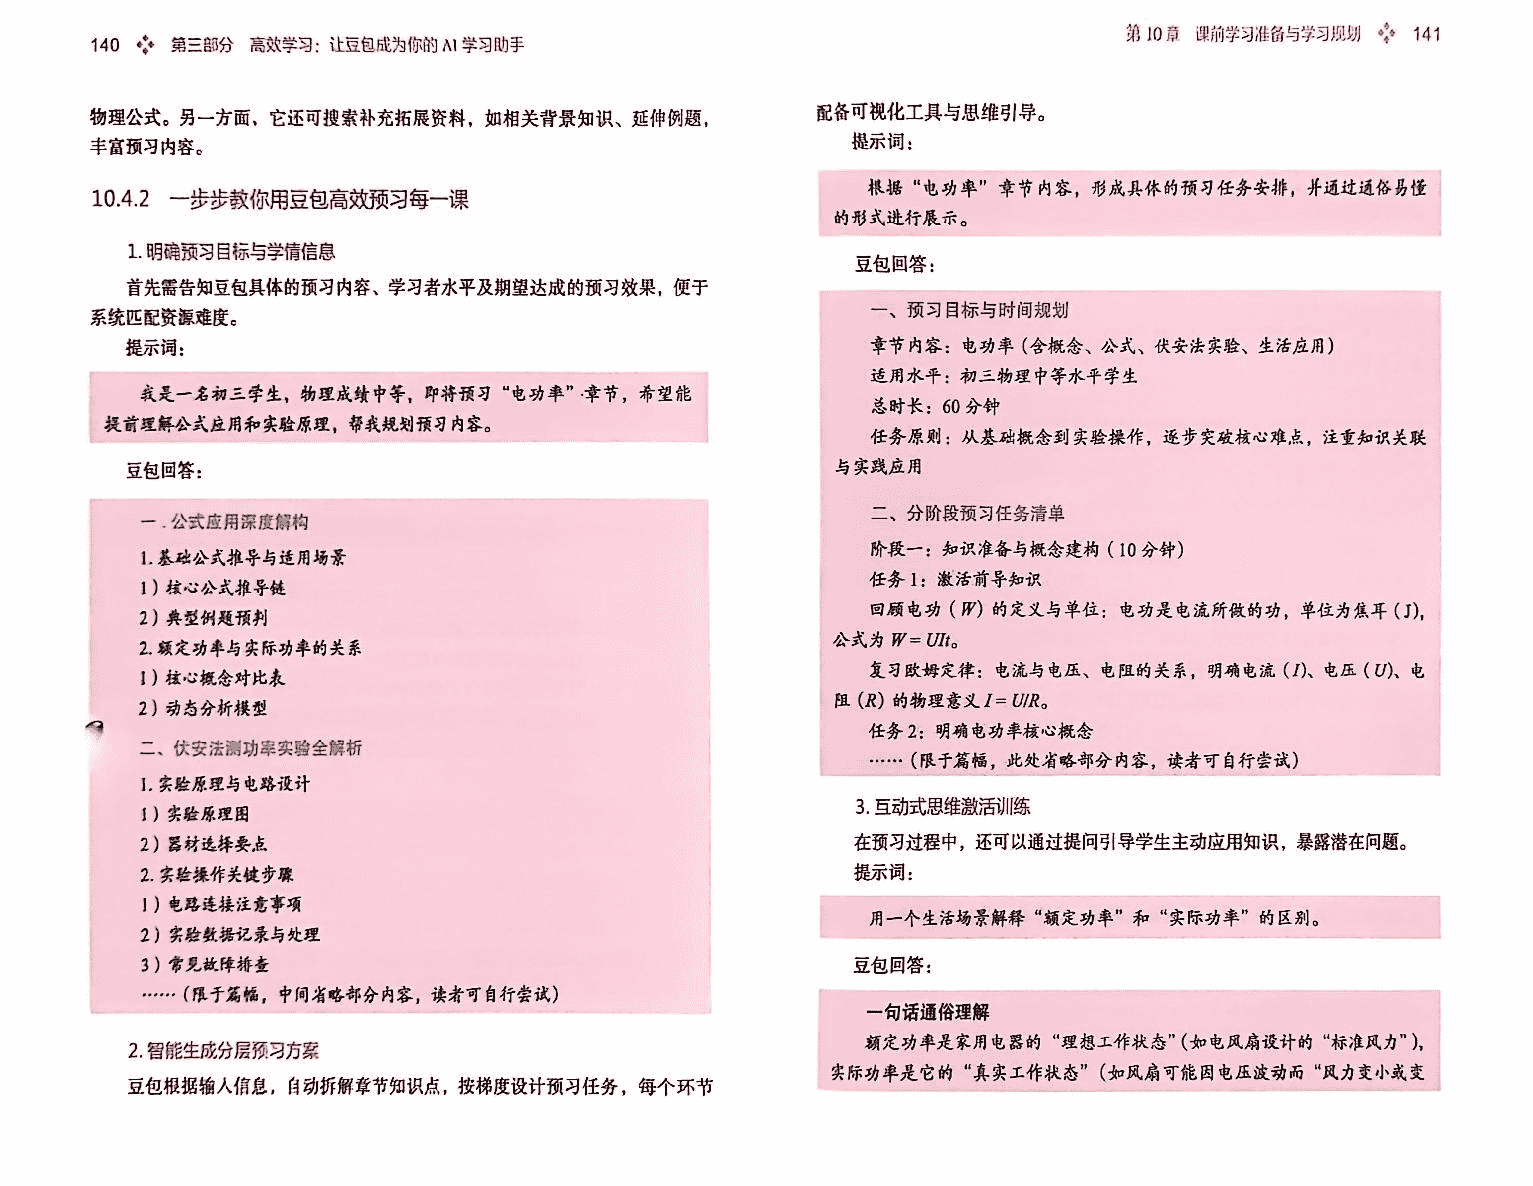 140 第三部分 高效学习：让豆包成为你的AI学习助手
物理公式。另一方面，它还可搜索补充拓展资料，如相关背景知识、延伸例题，
丰富预习内容。
10.4.2 一步步教你用豆包高效预习每一课
1. 明确预习目标与学情信息
首先需告知豆包具体的预习内容、学习者水平及期望达成的预习效果，便于
系统匹配资源难度。
提示词：
我是一名初三学生，物理成绩中等，即将预习“电功率”章节，希望能
提前理解公式应用和实验原理，帮我规划预习内容。
豆包回答：
一．公式应用深度解构
1. 基础公式推导与适用场景
1）核心公式推导链
2）典型例题预判
2. 额定功率与实际功率的关系
1）核心概念对比表
2）动态分析模型
二、伏安法测功率实验全解析
1. 实验原理与电路设计
1）实验原理图
2）器材选择要点
2. 实验操作关键步骤
1）电路连接注意事项
2）实验数据记录与处理
3）常见故障排查
……（限于篇幅，中间省略部分内容，读者可自行尝试）
2. 智能生成分层预习方案
豆包根据输入信息，自动拆解章节知识点，按梯度设计预习任务，每个环节
第10章 课前学习准备与学习规划 141
配备可视化工具与思维引导。
提示词：
根据“电功率”章节内容，形成具体的预习任务安排，并通过通俗易懂
的形式进行展示。
豆包回答：
一、预习目标与时间规划
章节内容：电功率（含概念、公式、伏安法实验、生活应用）
适用水平：初三物理中等水平学生
总时长：60 分钟
任务原则：从基础概念到实验操作，逐步突破核心难点，注重知识关联
与实践应用
二、分阶段预习任务清单
阶段一：知识准备与概念建构（10 分钟）
任务 1：激活前导知识
回顾电功（W）的定义与单位：电功是电流所做的功，单位为焦耳（J），
公式为 W = UIt。
复习欧姆定律：电流与电压、电阻的关系，明确电流（I）、电压（U）、电
阻（R）的物理意义 I = U/R。
任务 2：明确电功率核心概念
……（限于篇幅，此处省略部分内容，读者可自行尝试）
3. 互动式思维激活训练
在预习过程中，还可以通过提问引导学生主动应用知识，暴露潜在问题。
提示词：
用一个生活场景解释“额定功率”和“实际功率”的区别。
豆包回答：
一句话通俗理解
额定功率是家用电器的“理想工作状态”（如电风扇设计的“标准风力”），
实际功率是它的“真实工作状态”（如风扇可能因电压波动而“风力变小或变